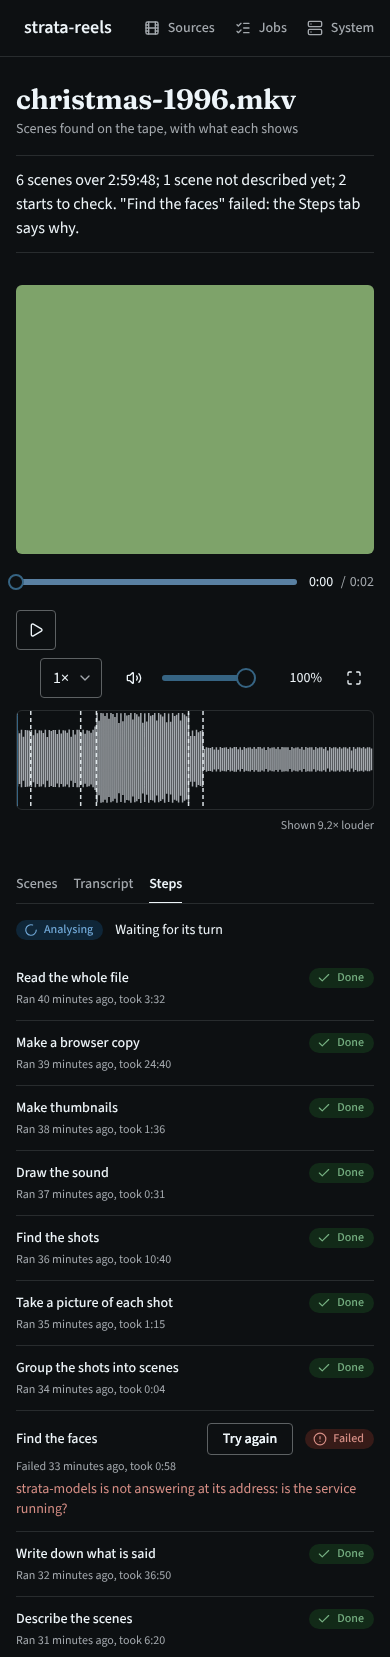 strata-reels
Sources
Jobs
System
christmas-1996.mkv
Scenes found on the tape, with what each shows
6 scenes over 2:59:48; 1 scene not described yet; 2
starts to check. "Find the faces" failed: the Steps tab
says why.
0:00 / 0:02
1×
100%
Shown 9.2× louder
Scenes
Transcript
Steps
Analysing
Waiting for its turn
Read the whole file
Done
Ran 40 minutes ago, took 3:32
Make a browser copy
Done
Ran 39 minutes ago, took 24:40
Make thumbnails
Done
Ran 38 minutes ago, took 1:36
Draw the sound
Done
Ran 37 minutes ago, took 0:31
Find the shots
Done
Ran 36 minutes ago, took 10:40
Take a picture of each shot
Done
Ran 35 minutes ago, took 1:15
Group the shots into scenes
Done
Ran 34 minutes ago, took 0:04
Find the faces
Try again
Failed
Failed 33 minutes ago, took 0:58
strata-models is not answering at its address: is the service
running?
Write down what is said
Done
Ran 32 minutes ago, took 36:50
Describe the scenes
Done
Ran 31 minutes ago, took 6:20